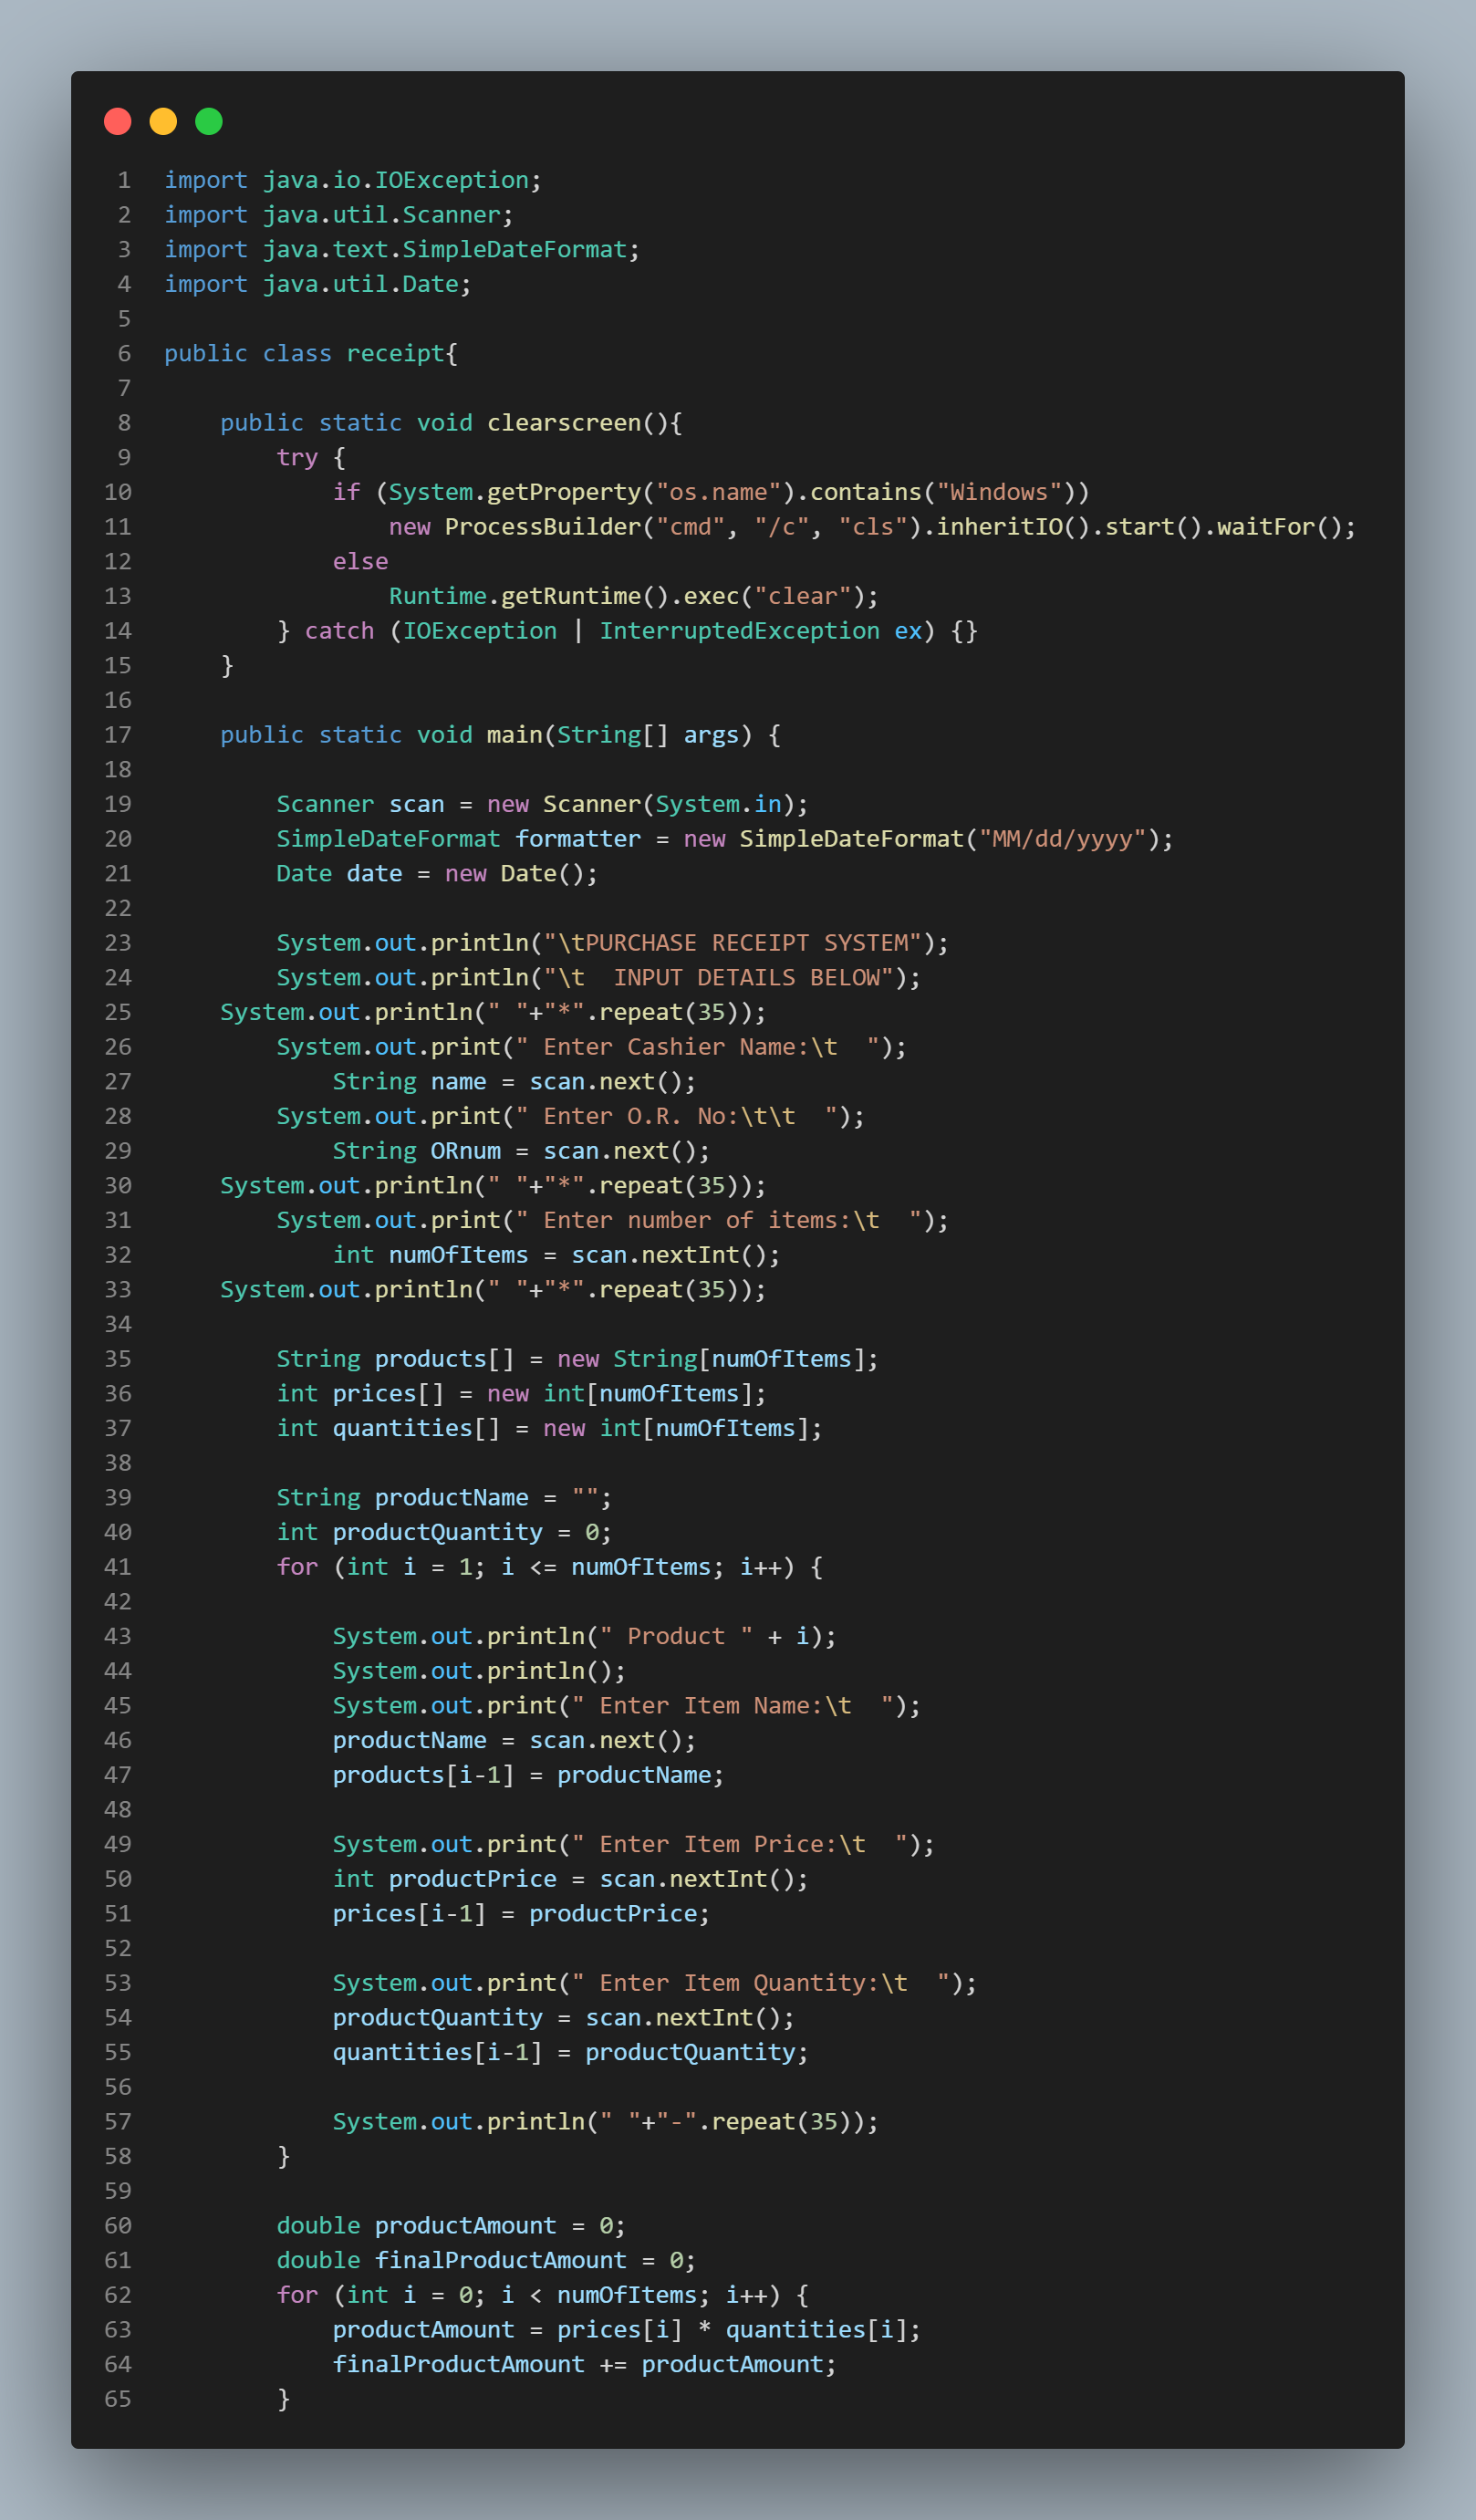 1 import java.io.IOException;
2 import java.util.Scanner;
3 import java.text.SimpleDateFormat;
4 import java.util.Date;
5
6 public class receipt{
7
8     public static void clearscreen(){
9         try {
10             if (System.getProperty("os.name").contains("Windows"))
11                 new ProcessBuilder("cmd", "/c", "cls").inheritIO().start().waitFor();
12             else
13                 Runtime.getRuntime().exec("clear");
14         } catch (IOException | InterruptedException ex) {}
15     }
16
17     public static void main(String[] args) {
18
19         Scanner scan = new Scanner(System.in);
20         SimpleDateFormat formatter = new SimpleDateFormat("MM/dd/yyyy");
21         Date date = new Date();
22
23         System.out.println("\tPURCHASE RECEIPT SYSTEM");
24         System.out.println("\t  INPUT DETAILS BELOW");
25     System.out.println(" "+"*".repeat(35));
26         System.out.print(" Enter Cashier Name:\t  ");
27             String name = scan.next();
28         System.out.print(" Enter O.R. No:\t\t  ");
29             String ORnum = scan.next();
30     System.out.println(" "+"*".repeat(35));
31         System.out.print(" Enter number of items:\t  ");
32             int numOfItems = scan.nextInt();
33     System.out.println(" "+"*".repeat(35));
34
35         String products[] = new String[numOfItems];
36         int prices[] = new int[numOfItems];
37         int quantities[] = new int[numOfItems];
38
39         String productName = "";
40         int productQuantity = 0;
41         for (int i = 1; i <= numOfItems; i++) {
42
43             System.out.println(" Product " + i);
44             System.out.println();
45             System.out.print(" Enter Item Name:\t  ");
46             productName = scan.next();
47             products[i-1] = productName;
48
49             System.out.print(" Enter Item Price:\t  ");
50             int productPrice = scan.nextInt();
51             prices[i-1] = productPrice;
52
53             System.out.print(" Enter Item Quantity:\t  ");
54             productQuantity = scan.nextInt();
55             quantities[i-1] = productQuantity;
56
57             System.out.println(" "+"-".repeat(35));
58         }
59
60         double productAmount = 0;
61         double finalProductAmount = 0;
62         for (int i = 0; i < numOfItems; i++) {
63             productAmount = prices[i] * quantities[i];
64             finalProductAmount += productAmount;
65         }